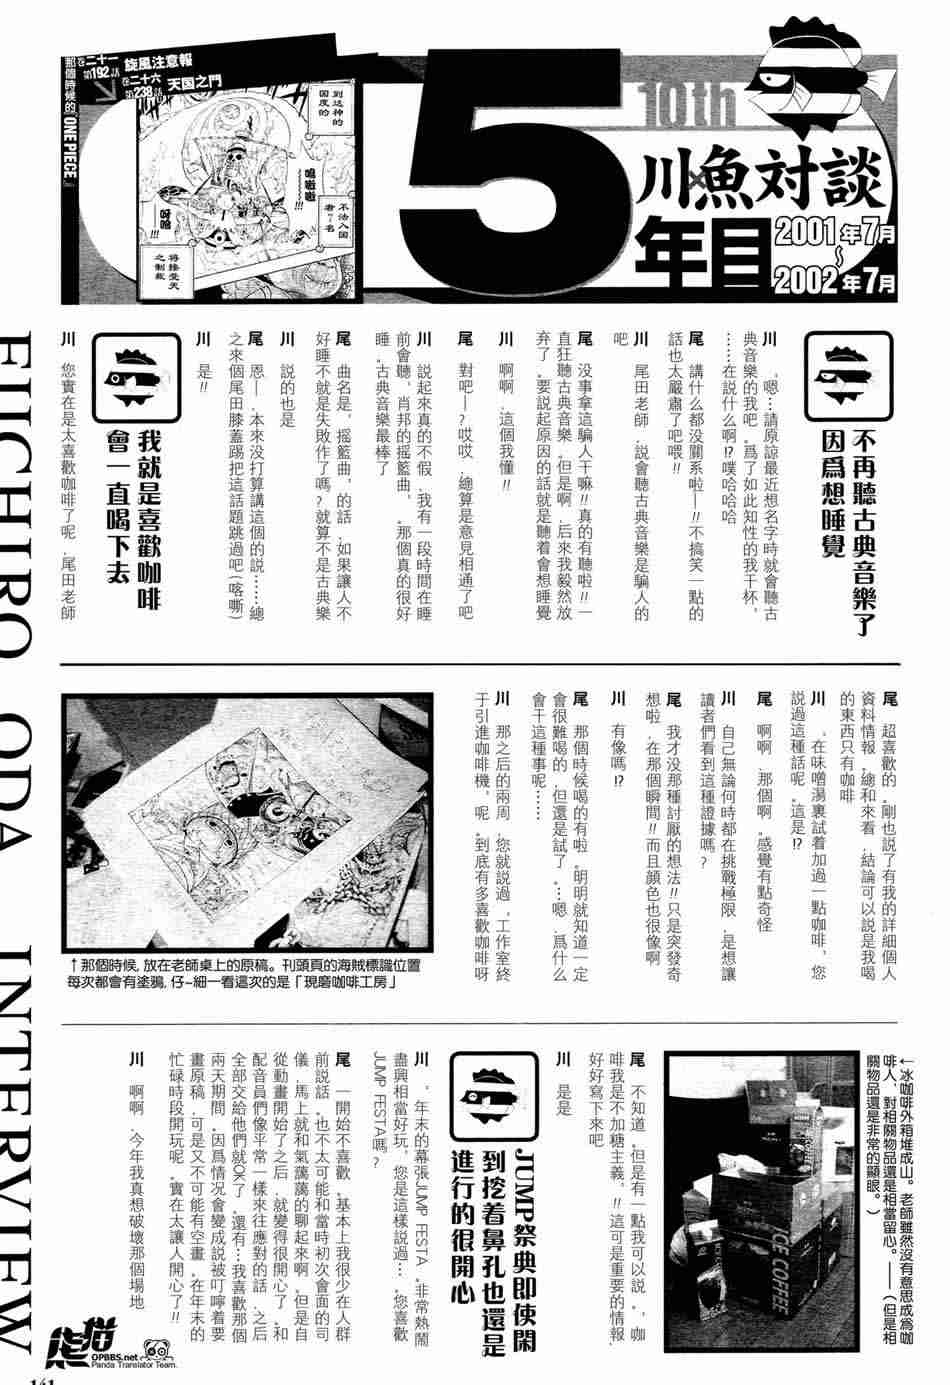 卷二十一
第192話
旋風注意報
卷二十六
第238話
天国之門
那個時候的ONE PIECE
到达神的
国度的
不法入国
者7名
将接受天
之制裁
5
10th
川×魚対談
年目
2001年7月
～
2002年7月
不再聽古典音樂了
因爲想睡覺
川 、嗯…請原諒最近想名字時就會聽古
典音樂的我吧。爲了如此知性的我干杯，
……在説什么啊!?噗哈哈哈
尾 講什么都没關系啦—!!不搞笑一點的
話也太嚴肅了吧喂!!
川 尾田老師，説會聽古典音樂是騙人的
吧
尾 没事拿這騙人干嘛!!真的有聽啦!!一
直狂聽古典音樂。但是啊，后來我毅然放
弃了。要説起原因的話就是聽着會想睡覺
川 啊啊，這個我懂!!
尾 對吧—?哎哎，總算是意見相通了吧
川 説起來真的不假，我有一段時間在睡
前會聽，肖邦的摇籃曲。那個真的很好
睡。古典音樂最棒了
尾 曲名是，摇籃曲，的話，如果讓人不
好睡不就是失敗作了嗎?就算不是古典樂
川 説的也是
尾 恩—，本來没打算講這個的説……總
之來個尾田膝蓋踢把這話題跳過吧(喀嘶)
川 是!!
我就是喜歡咖啡
會一直喝下去
川 您實在是太喜歡咖啡了呢，尾田老師
尾 超喜歡的。剛也説了有我的詳細個人
資料情報，總和來看，結論可以説是我喝
的東西只有咖啡
川 、在味噌湯裏試着加過一點咖啡，您
説過這種話呢。這是!?
尾 啊啊，那個啊。感覺有點奇怪
川 自己無論何時都在挑戰極限，是想讓
讀者們看到這種證據嗎?
尾 我才没那種討厭的想法!!只是突發奇
想啦，在那個瞬間!!而且顔色也很像啊
川 有像嗎!?
尾 那個時候喝的有啦。明明就知道一定
會很難喝的，但還是試了。…嗯，爲什么
會干這種事呢……
川 那之后的兩周，您就説過，工作室終
于引進咖啡機，呢。到底有多喜歡咖啡呀
↑那個時候,放在老師桌上的原稿。刊頭頁的海賊標識位置
每次都會有塗鴉,仔~細一看這次的是「現磨咖啡工房」
←冰咖啡外箱堆成山。老師雖然没有意思成爲咖
啡人，對相關物品還是相當留心。——(但是相
關物品還是非常的顯眼。)
ICE COFFEE
尾 不知道。但是有一點我可以説，，咖
啡我是不加糖主義。!!這可是重要的情報，
好好寫下來吧
川 是是
JUMP祭典即使閑
到挖着鼻孔也還是
進行的很開心
川 、年末的幕張JUMP FESTA，非常熱鬧
盡興相當好玩，您是這樣説過…，您喜歡
JUMP FESTA嗎?
尾 一開始不喜歡。基本上我很少在人群
前説話，也不太可能和當時初次會面的司
儀，馬上就和氣藹藹的聊起來啊。但是自
從動畫開始了之后，就變得很開心了。和
配音員們像平常一樣來往應對的話，之后
全部交給他們就OK了。還有…我喜歡那個
兩天期間。因爲情况會變成説被叮嚀着要
畫原稿，可是又不可能有空畫。在年末的
忙碌時段開玩呢。實在太讓人開心了!!
川 啊啊，今年我真想破壞那個場地
EIICHIRO ODA INTERVIEW
熊猫
OPBBS.net
Panda Translator Team.
141